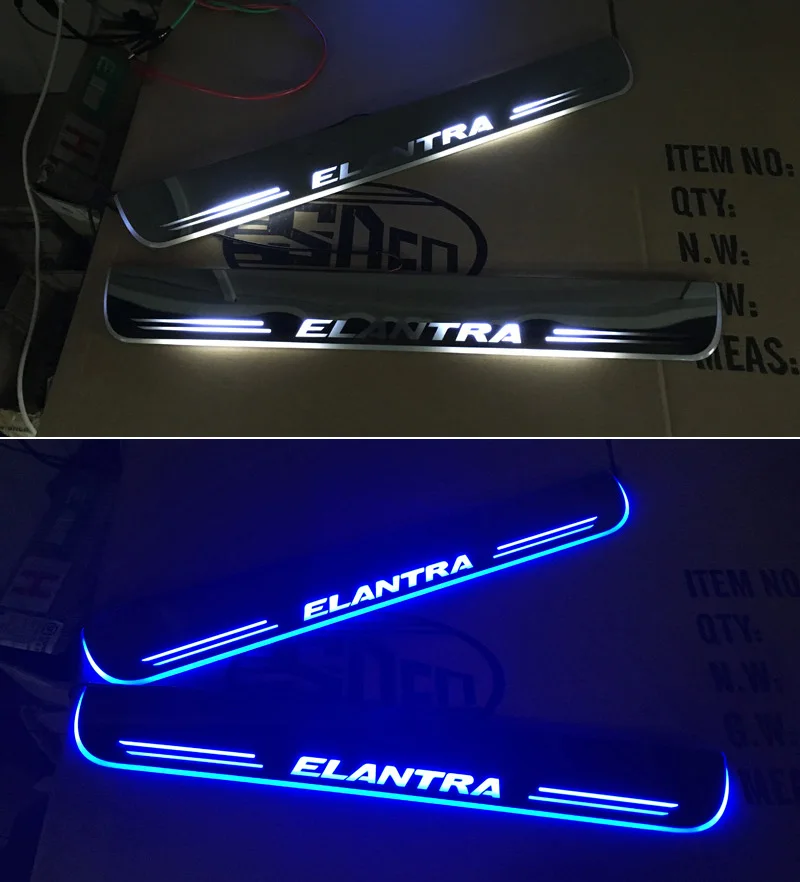 ELANTRA
ITEM NO:
QTY:
N.W:
W:
MEAS:
ELANTRA
ELANTRA
ITEM NO
QTY:
N.W:
G.W:
ELANTRA